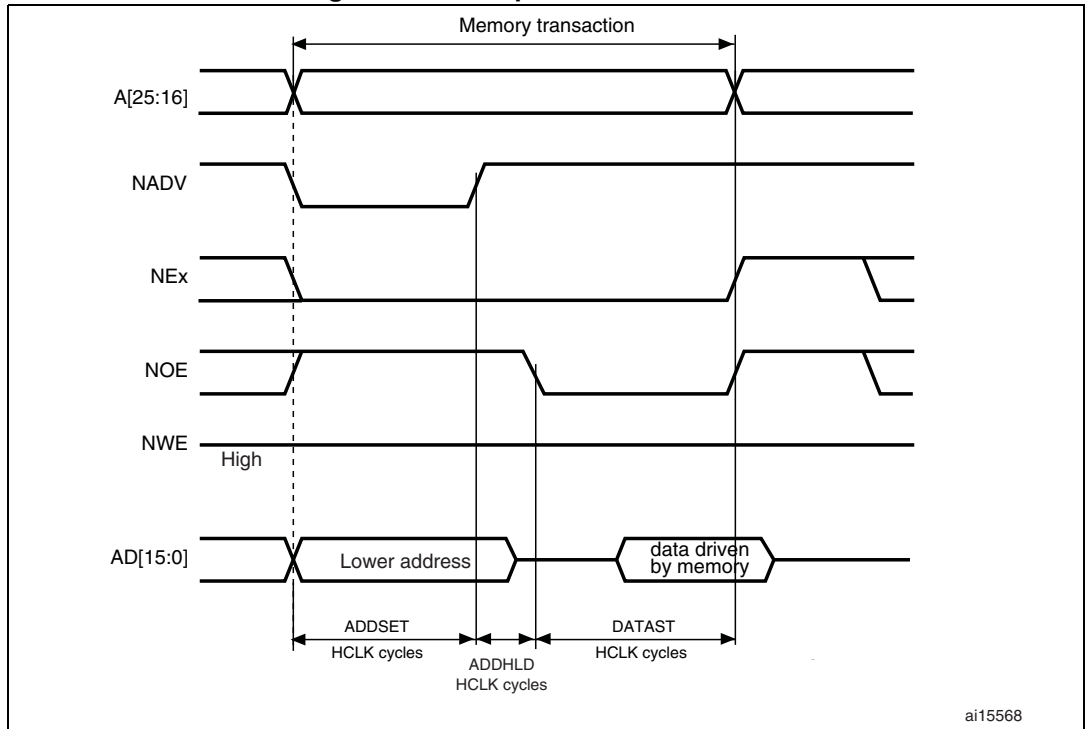 Memory transaction
A[25:16]
NADV
NEx
NOE
NWE
High
AD[15:0]
Lower address
data driven
by memory
ADDSET
HCLK cycles
ADDHLD
HCLK cycles
DATAST
HCLK cycles
ai15568